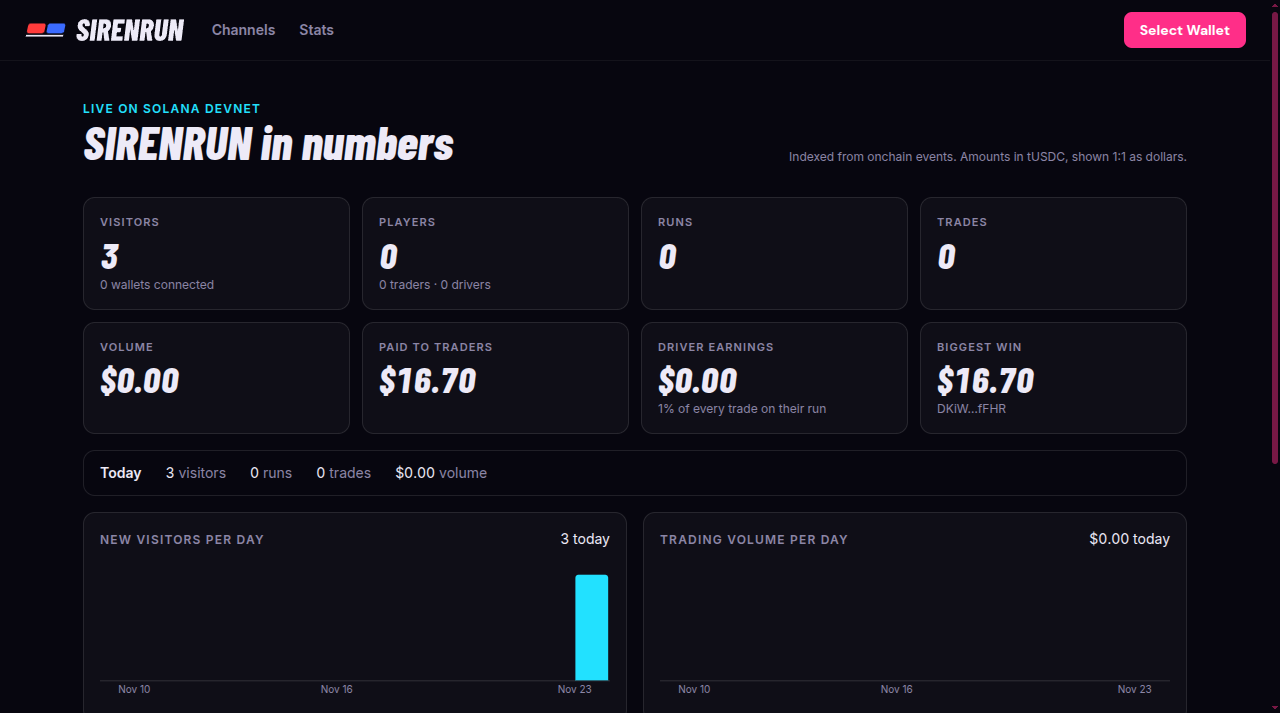 SIRENRUN Channels Stats Select Wallet
LIVE ON SOLANA DEVNET
SIRENRUN in numbers
Indexed from onchain events. Amounts in tUSDC, shown 1:1 as dollars.
VISITORS
3
0 wallets connected
PLAYERS
0
0 traders · 0 drivers
RUNS
0
TRADES
0
VOLUME
$0.00
PAID TO TRADERS
$16.70
DRIVER EARNINGS
$0.00
1% of every trade on their run
BIGGEST WIN
$16.70
DKiW…fFHR
Today 3 visitors 0 runs 0 trades $0.00 volume
NEW VISITORS PER DAY 3 today
Nov 10 Nov 16 Nov 23
TRADING VOLUME PER DAY $0.00 today
Nov 10 Nov 16 Nov 23